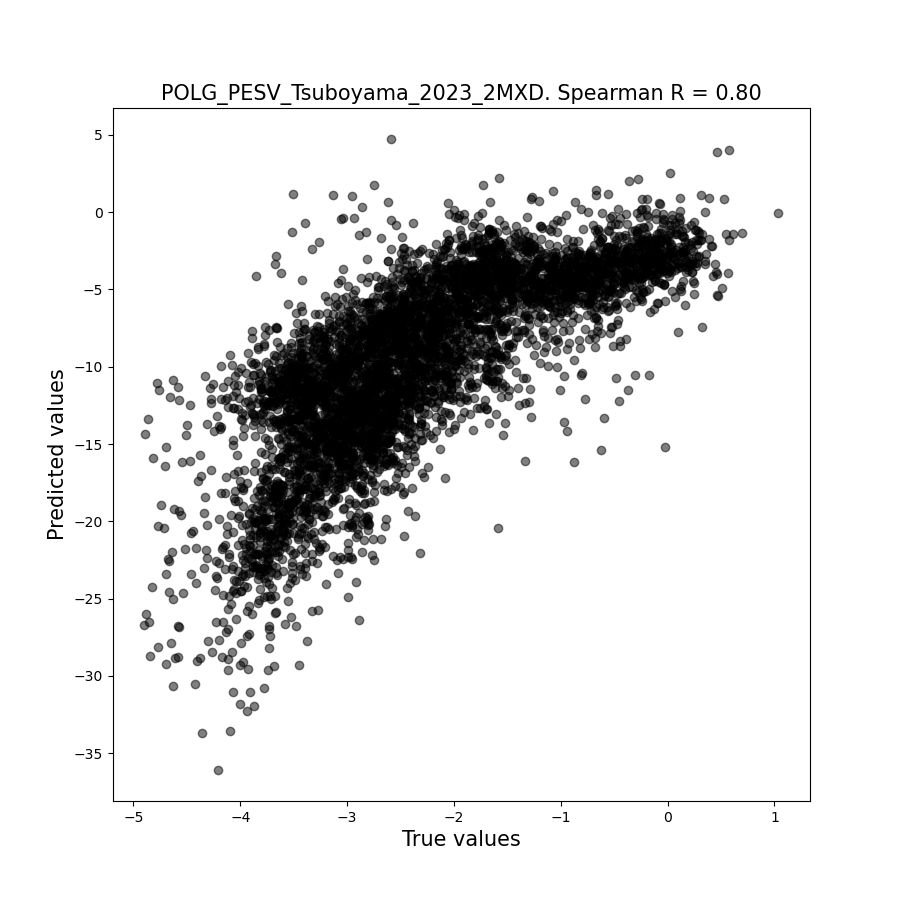 POLG_PESV_Tsuboyama_2023_2MXD. Spearman R = 0.80
5
0
−5
−10
−15
−20
−25
−30
−35
Predicted values
−5 −4 −3 −2 −1 0 1
True values